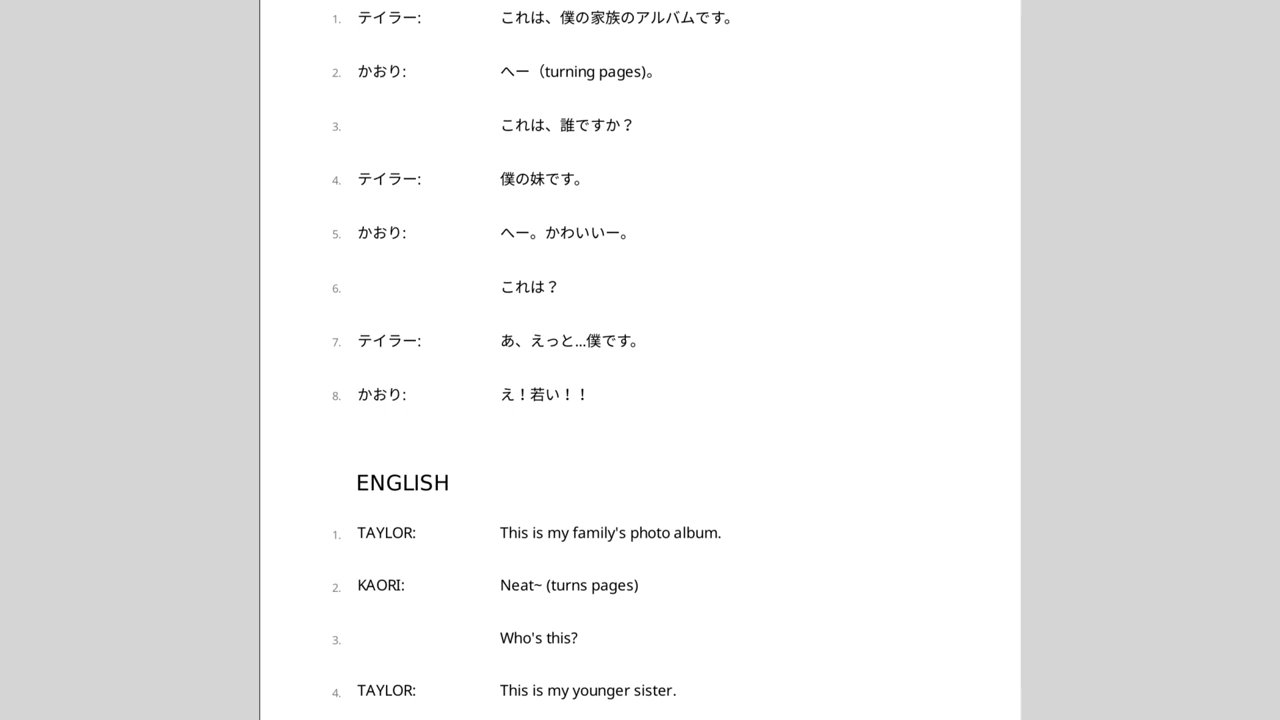 1. テイラー: これは、僕の家族のアルバムです。
2. かおり: へー（turning pages)。
3. これは、誰ですか？
4. テイラー: 僕の妹です。
5. かおり: へー。かわいいー。
6. これは？
7. テイラー: あ、えっと...僕です。
8. かおり: え！若い！！
ENGLISH
1. TAYLOR: This is my family's photo album.
2. KAORI: Neat~ (turns pages)
3. Who's this?
4. TAYLOR: This is my younger sister.